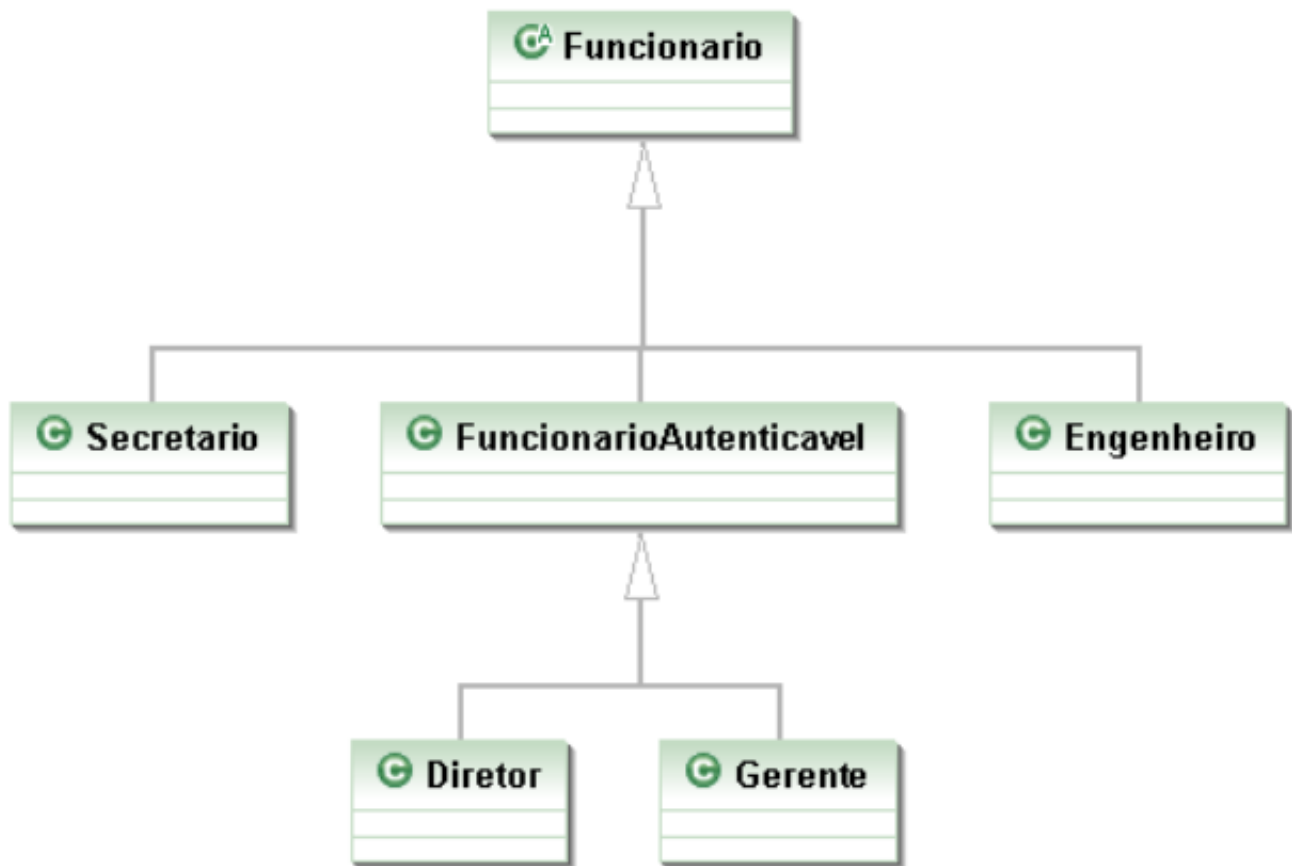 Funcionario
Secretario
FuncionarioAutenticavel
Engenheiro
Diretor
Gerente